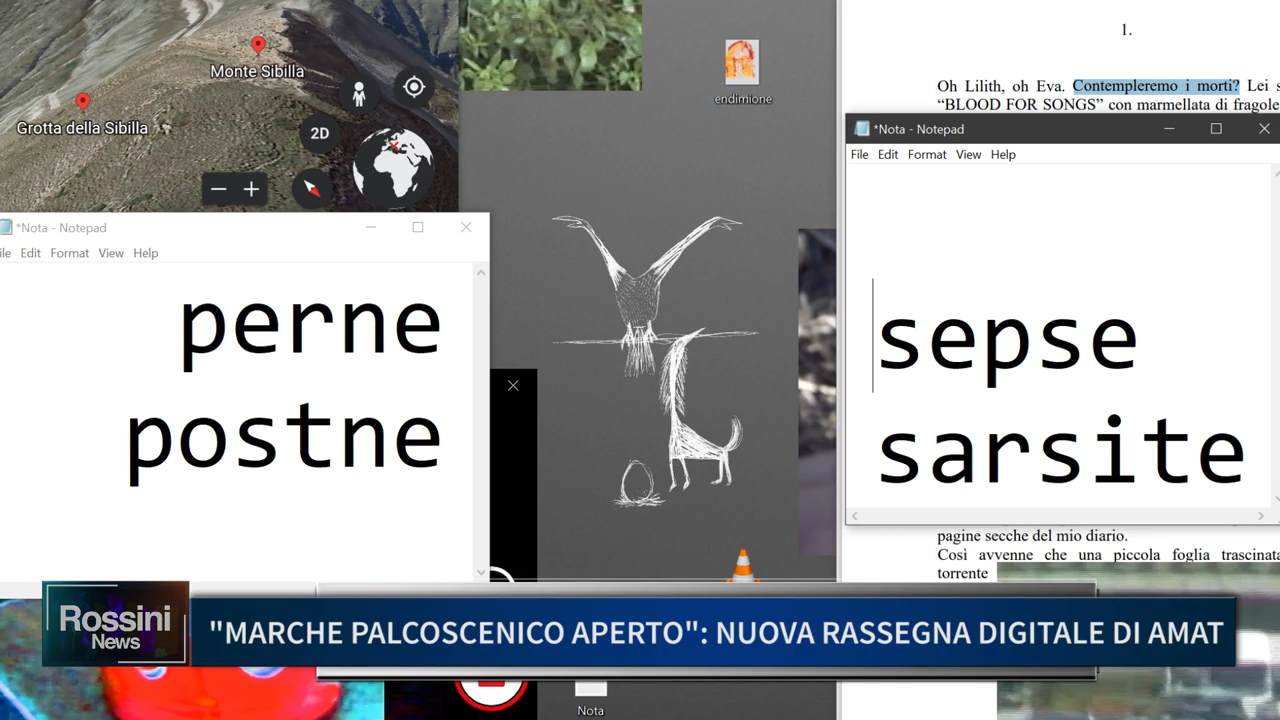 1.
Monte Sibilla
Grotta della Sibilla
2D
endimione
Oh Lilith, oh Eva. Contempleremo i morti? Lei
“BLOOD FOR SONGS” con marmellata di fragole
*Nota - Notepad
File Edit Format View Help
sepse
sarsite
*Nota - Notepad
Edit Format View Help
perne
postne
pagine secche del mio diario.
Così avvenne che una piccola foglia trascinata
torrente
Rossini
News
"MARCHE PALCOSCENICO APERTO": NUOVA RASSEGNA DIGITALE DI AMAT
Nota